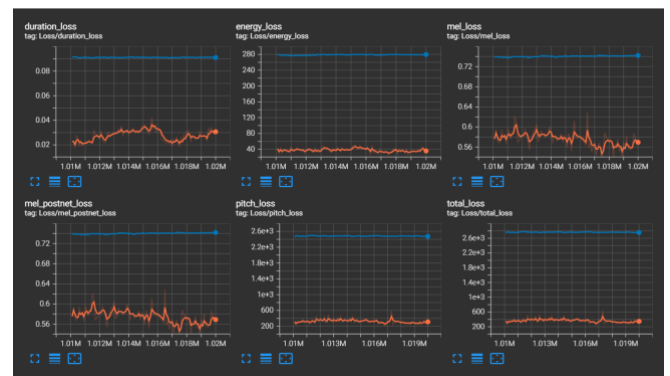 duration_loss
tag: Loss/duration_loss
0.08
0.06
0.04
0.02
1.01M 1.012M 1.014M 1.016M 1.018M 1.02M
energy_loss
tag: Loss/energy_loss
280
240
200
160
120
80
40
1.01M 1.012M 1.014M 1.016M 1.018M 1.02M
mel_loss
tag: Loss/mel_loss
0.72
0.68
0.64
0.6
0.56
1.01M 1.012M 1.014M 1.016M 1.018M 1.02M
mel_postnet_loss
tag: Loss/mel_postnet_loss
0.72
0.68
0.64
0.6
0.56
1.01M 1.012M 1.014M 1.016M 1.018M 1.02M
pitch_loss
tag: Loss/pitch_loss
2.6e+3
2.2e+3
1.8e+3
1.4e+3
1e+3
600
200
1.01M 1.013M 1.016M 1.019M
total_loss
tag: Loss/total_loss
2.6e+3
2.2e+3
1.8e+3
1.4e+3
1e+3
600
200
1.01M 1.013M 1.016M 1.019M